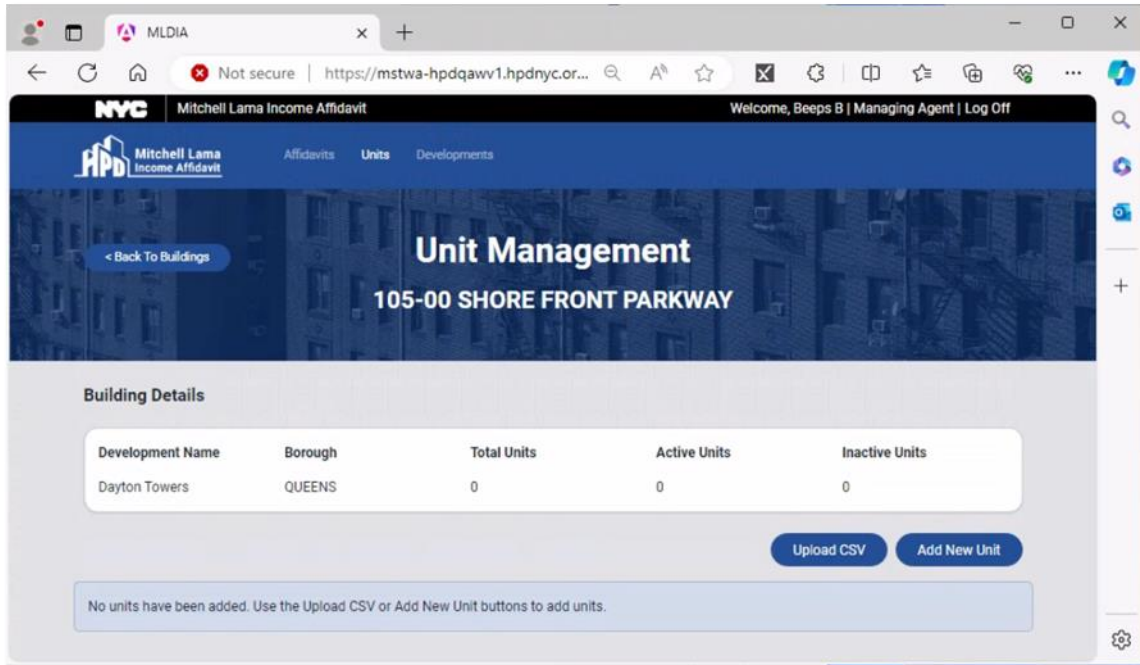 MLDIA
Not secure | https://mstwa-hpdqawv1.hpdnyc.or...
NYC Mitchell Lama Income Affidavit Welcome, Beeps B | Managing Agent | Log Off
HPD Mitchell Lama Income Affidavit Affidavits Units Developments
< Back To Buildings
Unit Management
105-00 SHORE FRONT PARKWAY
Building Details
Development Name Borough Total Units Active Units Inactive Units
Dayton Towers QUEENS 0 0 0
Upload CSV Add New Unit
No units have been added. Use the Upload CSV or Add New Unit buttons to add units.